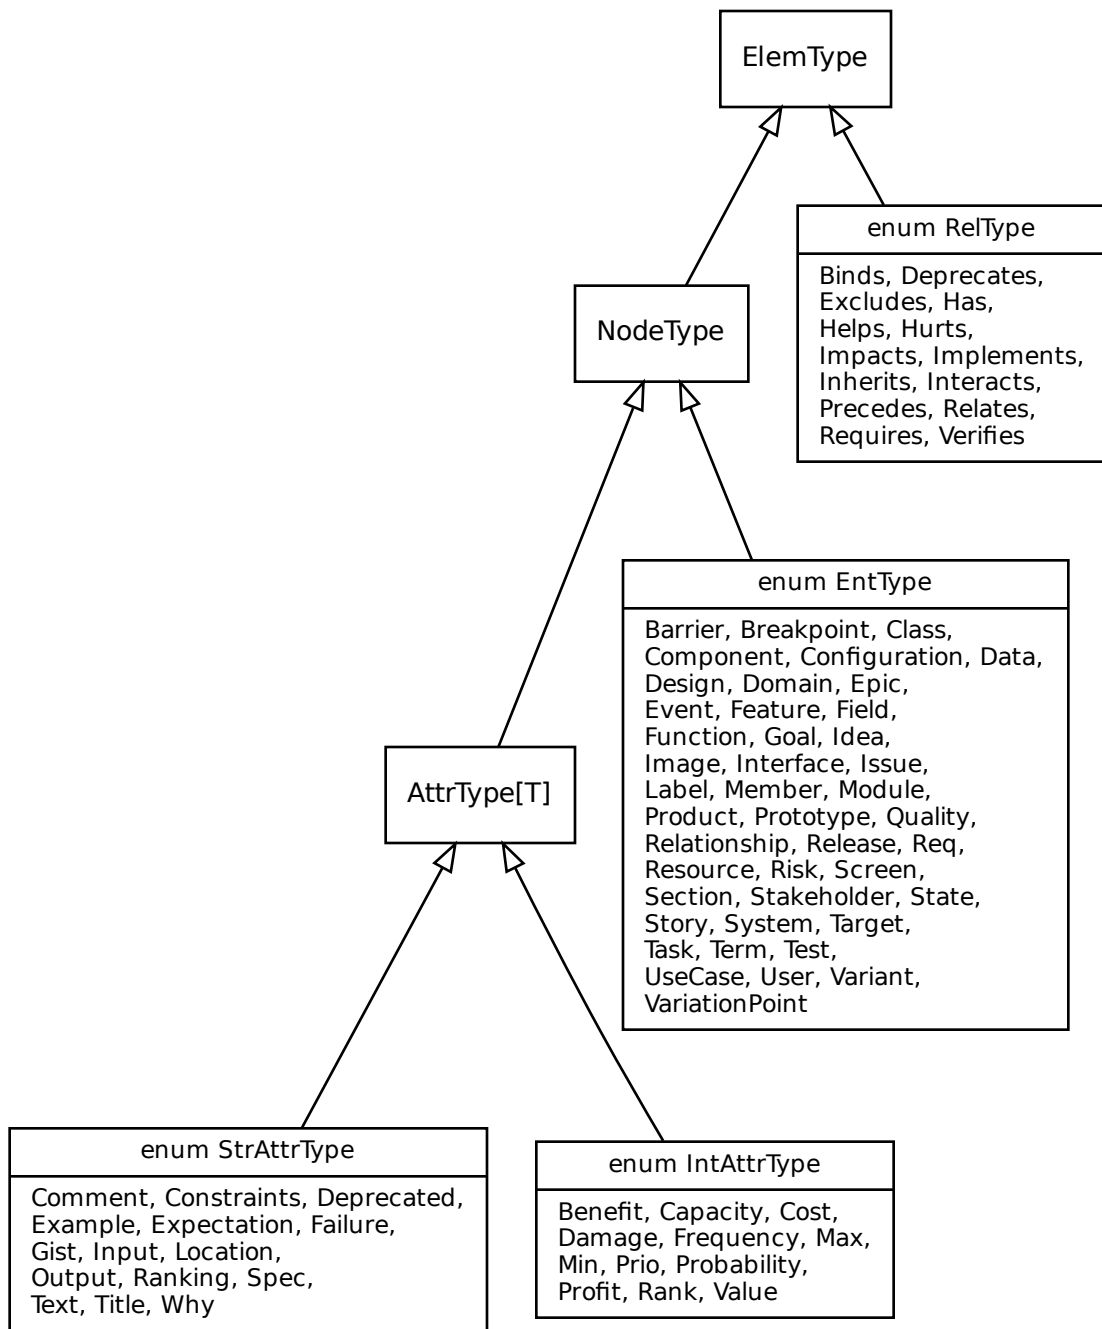 ElemType
enum RelType
Binds, Deprecates,
Excludes, Has,
Helps, Hurts,
Impacts, Implements,
Inherits, Interacts,
Precedes, Relates,
Requires, Verifies
NodeType
enum EntType
Barrier, Breakpoint, Class,
Component, Configuration, Data,
Design, Domain, Epic,
Event, Feature, Field,
Function, Goal, Idea,
Image, Interface, Issue,
Label, Member, Module,
Product, Prototype, Quality,
Relationship, Release, Req,
Resource, Risk, Screen,
Section, Stakeholder, State,
Story, System, Target,
Task, Term, Test,
UseCase, User, Variant,
VariationPoint
AttrType[T]
enum StrAttrType
Comment, Constraints, Deprecated,
Example, Expectation, Failure,
Gist, Input, Location,
Output, Ranking, Spec,
Text, Title, Why
enum IntAttrType
Benefit, Capacity, Cost,
Damage, Frequency, Max,
Min, Prio, Probability,
Profit, Rank, Value